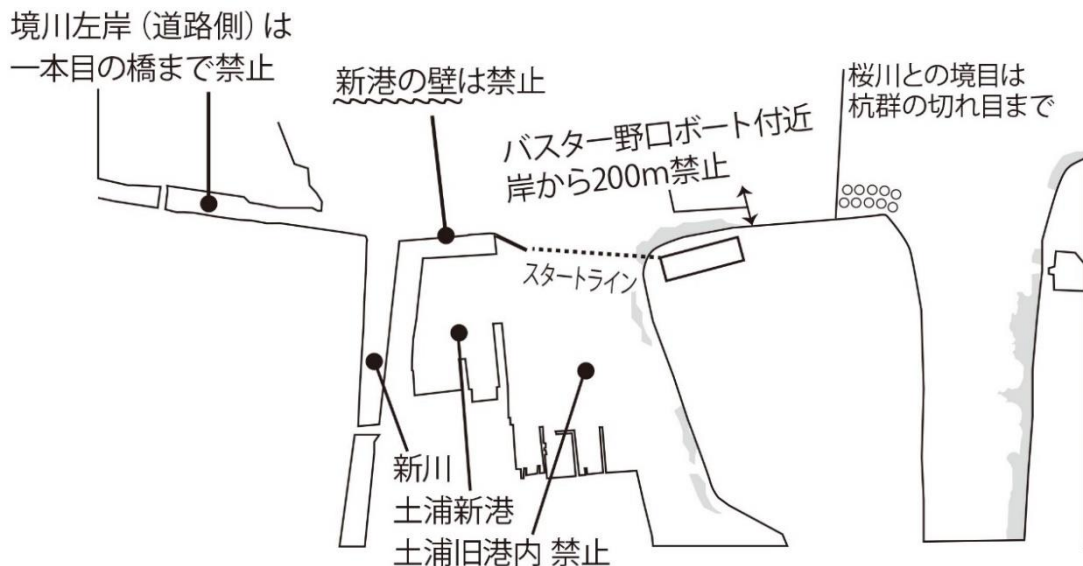 境川左岸（道路側）は
一本目の橋まで禁止
新港の壁は禁止
バスター野口ボート付近
岸から200m禁止
桜川との境目は
杭群の切れ目まで
スタートライン
新川
土浦新港
土浦旧港内 禁止